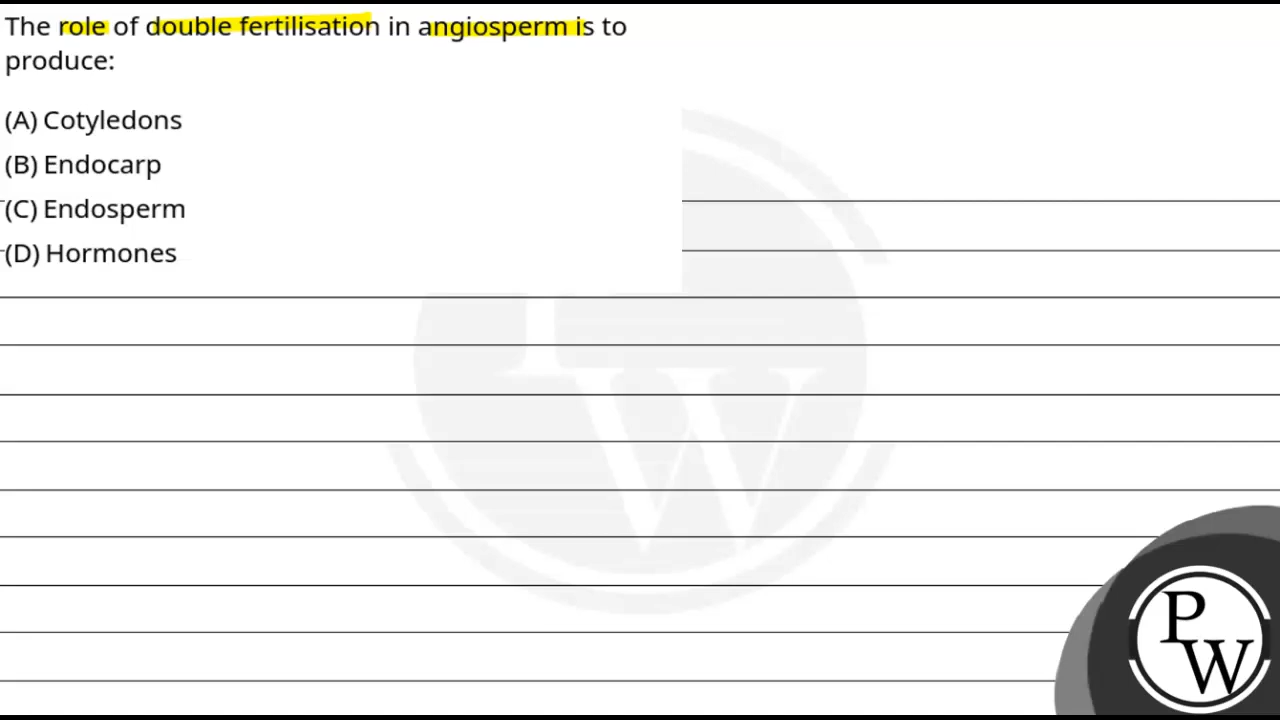 The role of double fertilisation in angiosperm is to
produce:
(A) Cotyledons
(B) Endocarp
(C) Endosperm
(D) Hormones
W
P
W